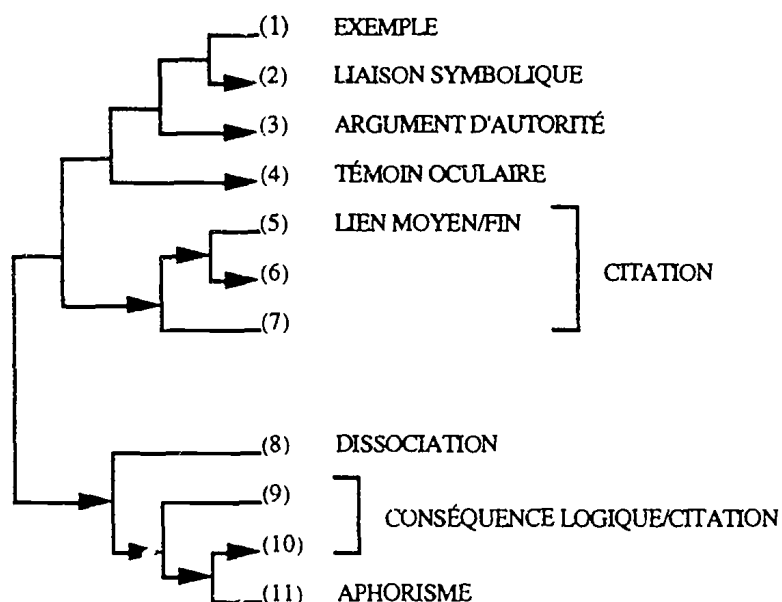 (1) EXEMPLE
(2) LIAISON SYMBOLIQUE
(3) ARGUMENT D'AUTORITÉ
(4) TÉMOIN OCULAIRE
(5) LIEN MOYEN/FIN
(6)
CITATION
(7)
(8) DISSOCIATION
(9)
CONSÉQUENCE LOGIQUE/CITATION
(10)
(11) APHORISME